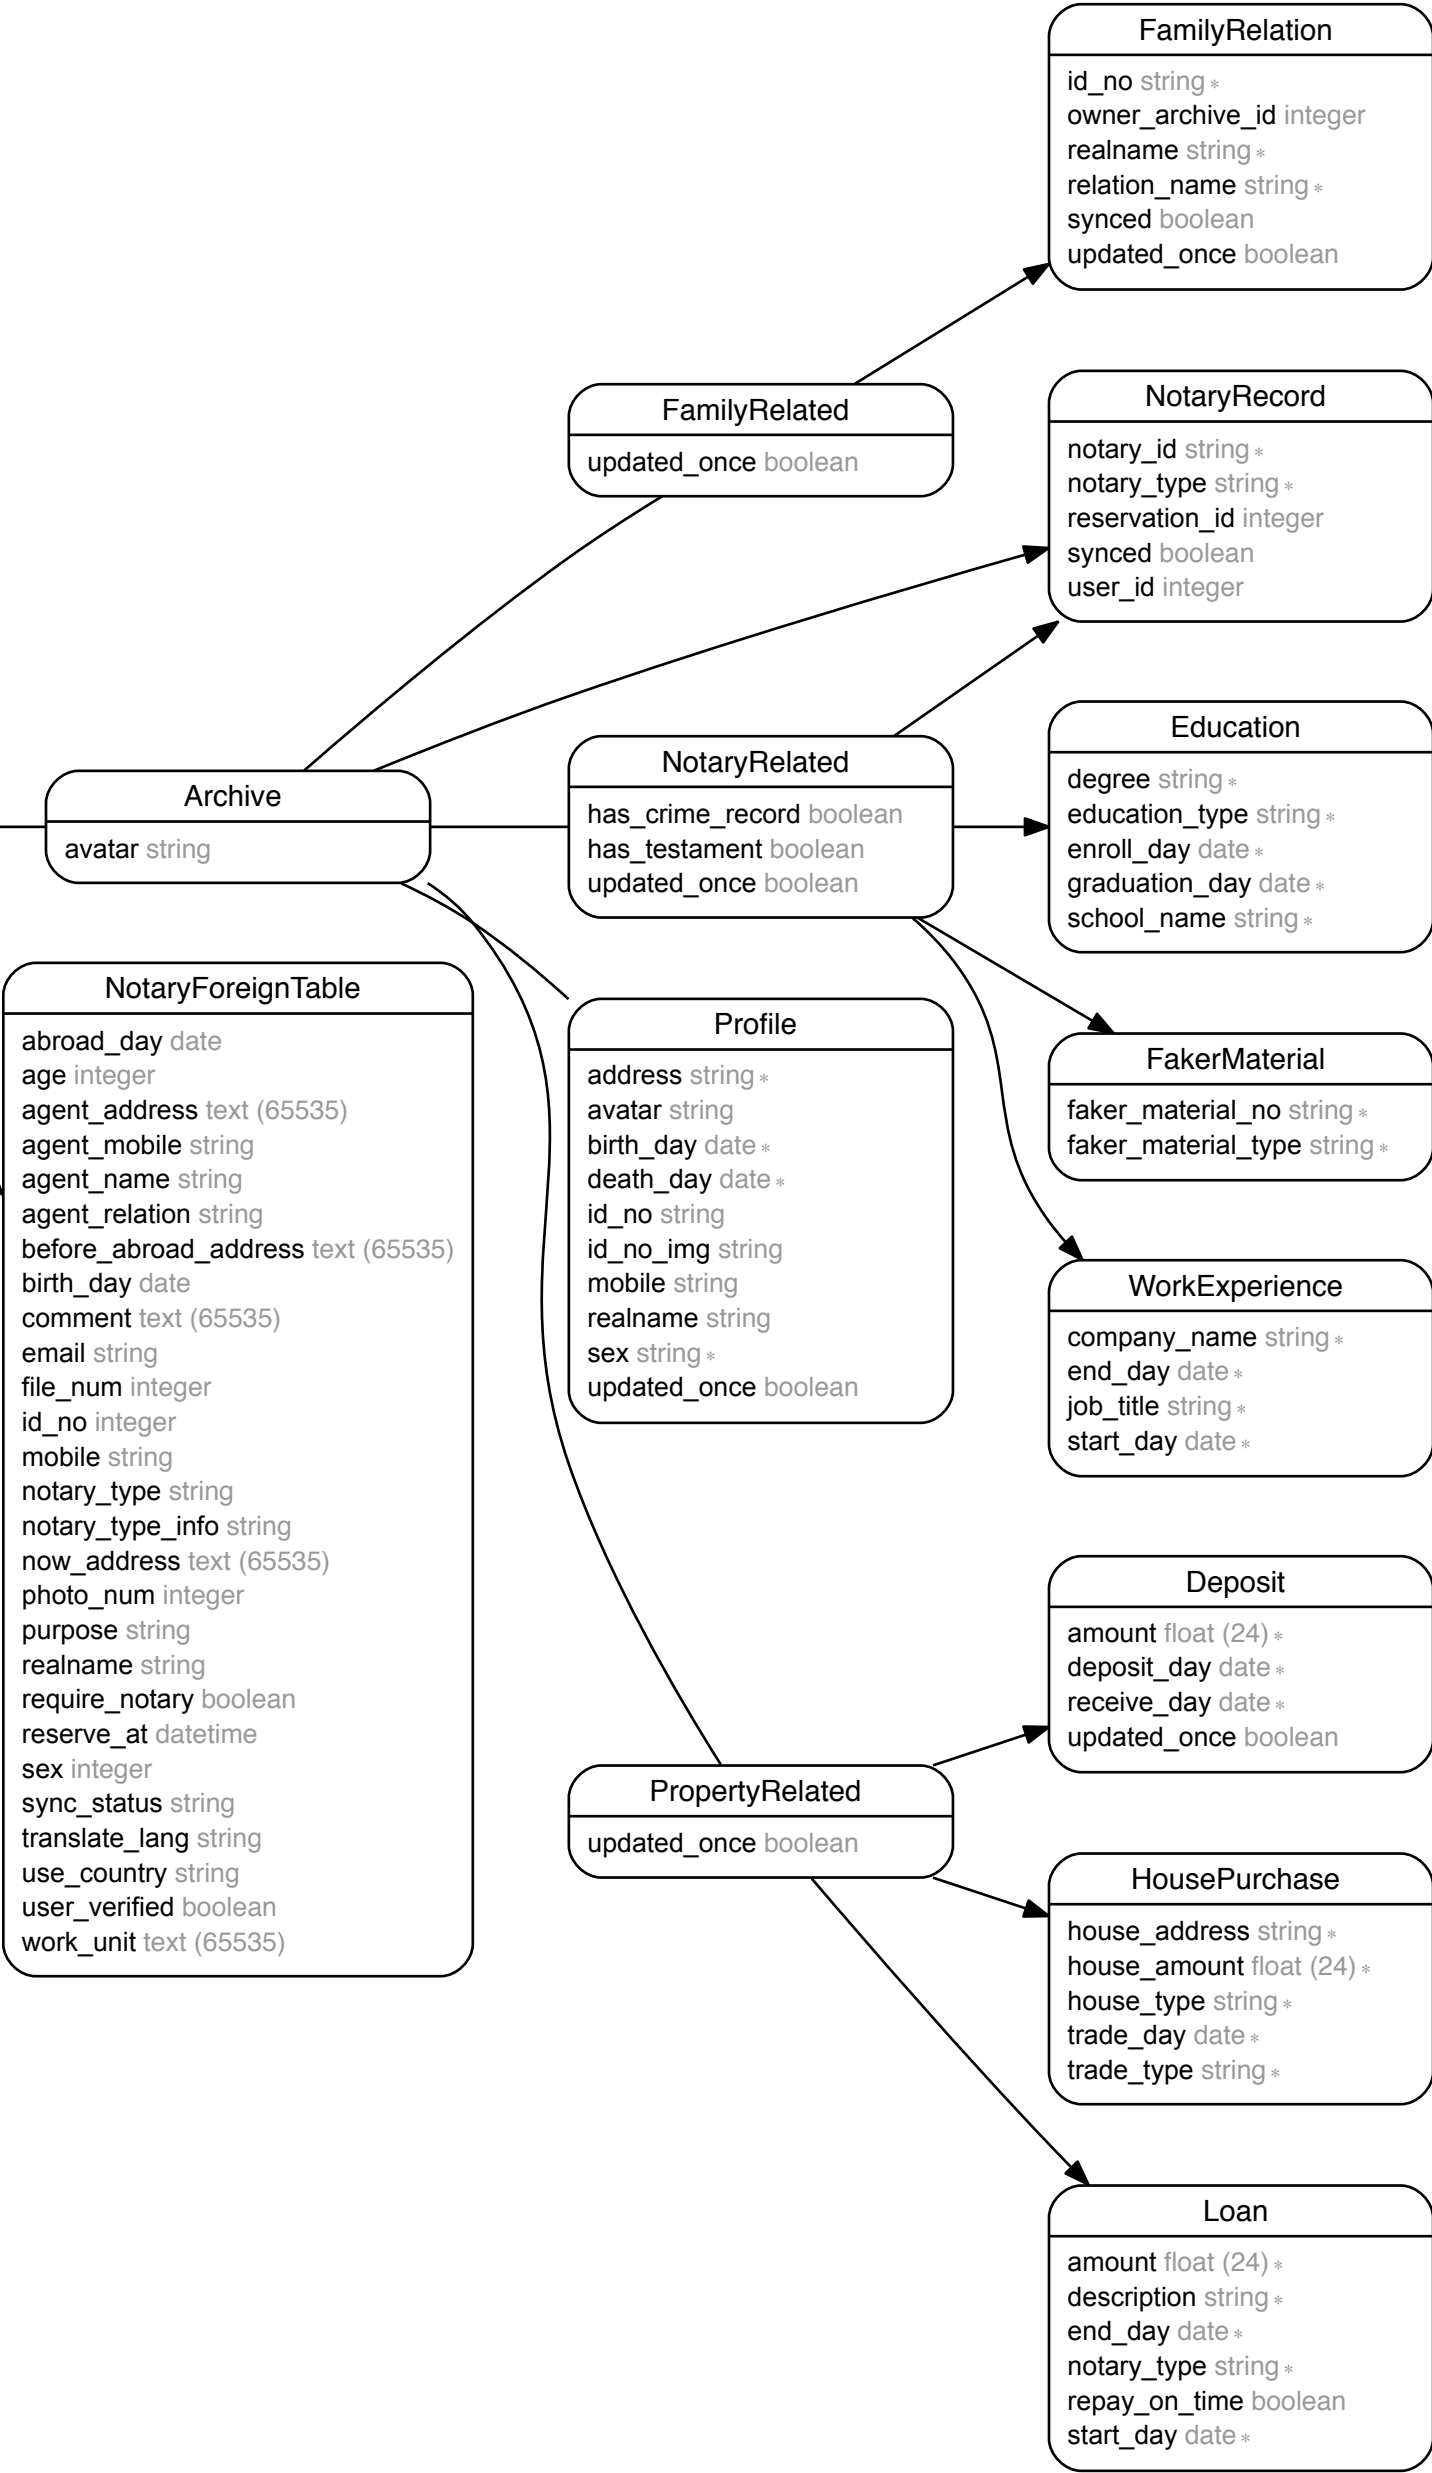 FamilyRelation
id_no string *
owner_archive_id integer
realname string *
relation_name string *
synced boolean
updated_once boolean
FamilyRelated
updated_once boolean
NotaryRecord
notary_id string *
notary_type string *
reservation_id integer
synced boolean
user_id integer
Archive
avatar string
NotaryRelated
has_crime_record boolean
has_testament boolean
updated_once boolean
Education
degree string *
education_type string *
enroll_day date *
graduation_day date *
school_name string *
NotaryForeignTable
abroad_day date
age integer
agent_address text (65535)
agent_mobile string
agent_name string
agent_relation string
before_abroad_address text (65535)
birth_day date
comment text (65535)
email string
file_num integer
id_no integer
mobile string
notary_type string
notary_type_info string
now_address text (65535)
photo_num integer
purpose string
realname string
require_notary boolean
reserve_at datetime
sex integer
sync_status string
translate_lang string
use_country string
user_verified boolean
work_unit text (65535)
Profile
address string *
avatar string
birth_day date *
death_day date *
id_no string
id_no_img string
mobile string
realname string
sex string *
updated_once boolean
FakerMaterial
faker_material_no string *
faker_material_type string *
WorkExperience
company_name string *
end_day date *
job_title string *
start_day date *
PropertyRelated
updated_once boolean
Deposit
amount float (24) *
deposit_day date *
receive_day date *
updated_once boolean
HousePurchase
house_address string *
house_amount float (24) *
house_type string *
trade_day date *
trade_type string *
Loan
amount float (24) *
description string *
end_day date *
notary_type string *
repay_on_time boolean
start_day date *